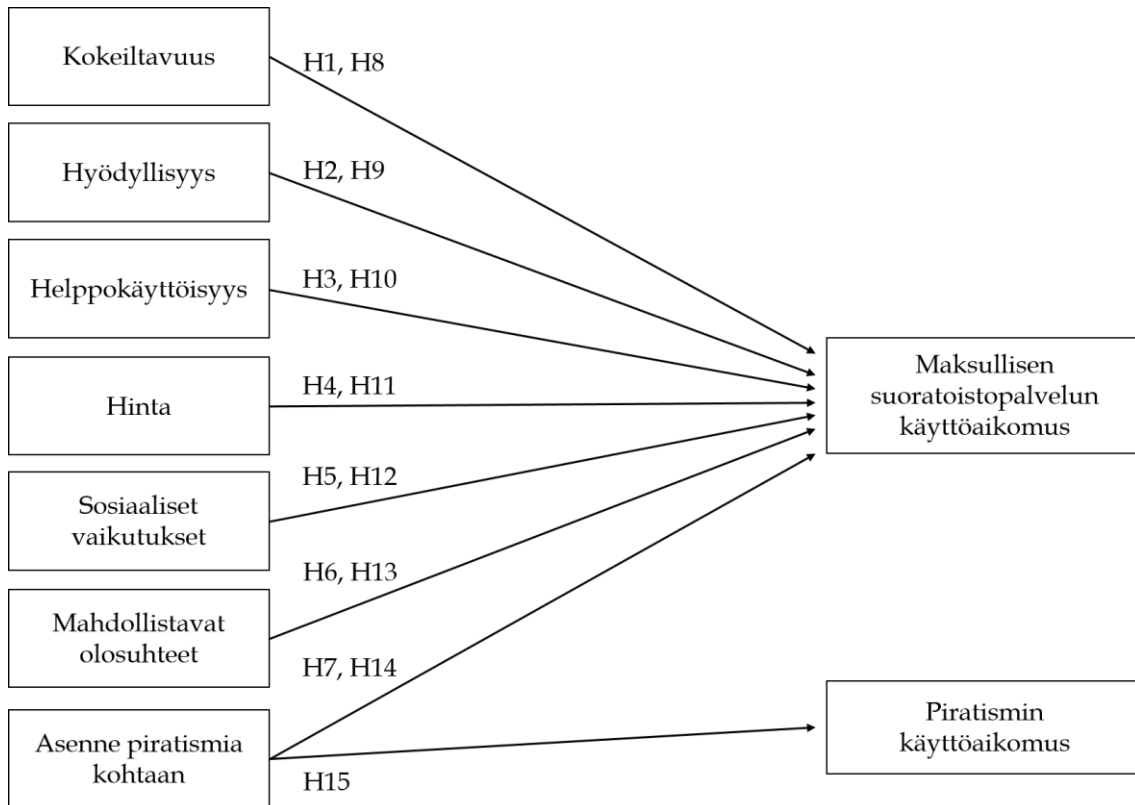 Kokeiltavuus
H1, H8
Hyödyllisyys
H2, H9
Helppokäyttöisyys
H3, H10
Hinta
H4, H11
Sosiaaliset
vaikutukset
H5, H12
Mahdollistavat
olosuhteet
H6, H13
Asenne piratismia
kohtaan
H7, H14
H15
Maksullisen
suoratoistopalvelun
käyttöaikomus
Piratismin
käyttöaikomus